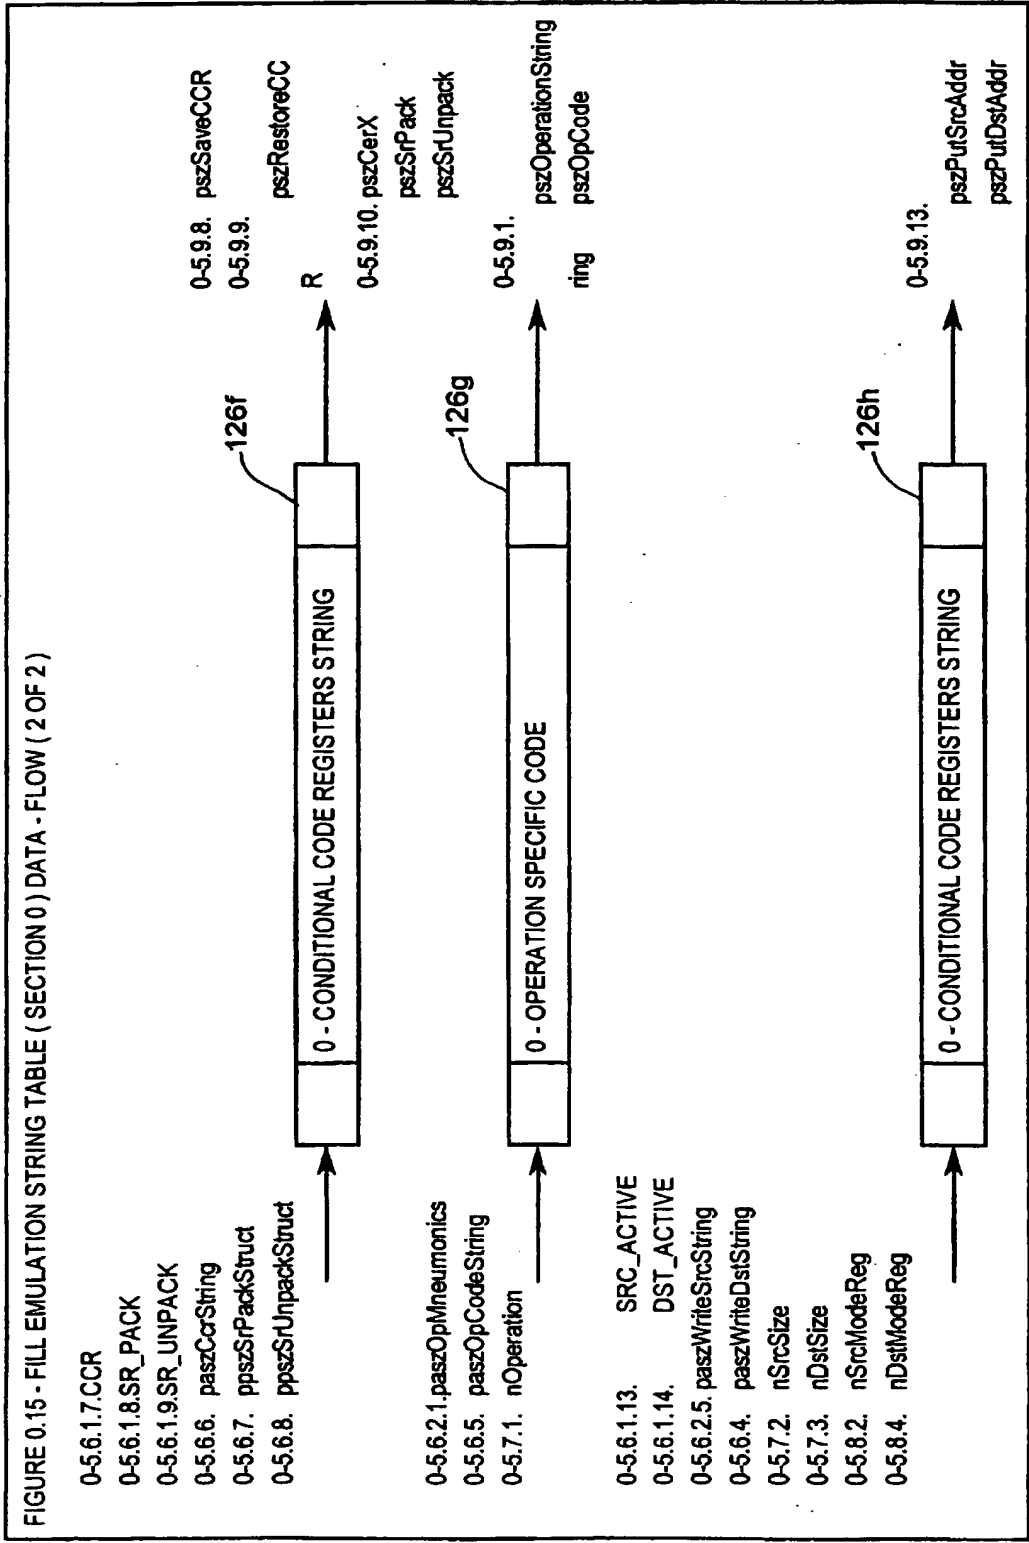 FIGURE 0.15 - FILL EMULATION STRING TABLE ( SECTION 0 ) DATA - FLOW ( 2 OF 2 )
0-5.6.1.7.CCR
0-5.6.1.8.SR_PACK
0-5.6.1.9.SR_UNPACK
0-5.6.6. paszCcrString
0-5.6.7. ppszSrPackStruct
0-5.6.8. ppszSrUnpackStruct
0 - CONDITIONAL CODE REGISTERS STRING
126f
0-5.9.8. pszSaveCCR
0-5.9.9.
pszRestoreCC
R
0-5.9.10. pszCerX
pszSrPack
pszSrUnpack
0-5.6.2.1.paszOpMneumonics
0-5.6.5. paszOpCodeString
0-5.7.1. nOperation
0 - OPERATION SPECIFIC CODE
126g
0-5.9.1.
pszOperationString
ring pszOpCode
0-5.6.1.13. SRC_ACTIVE
0-5.6.1.14. DST_ACTIVE
0-5.6.2.5. paszWriteSrcString
0-5.6.4. paszWriteDstString
0-5.7.2. nSrcSize
0-5.7.3. nDstSize
0-5.8.2. nSrcModeReg
0-5.8.4. nDstModeReg
0 - CONDITIONAL CODE REGISTERS STRING
126h
0-5.9.13.
pszPutSrcAddr
pszPutDstAddr